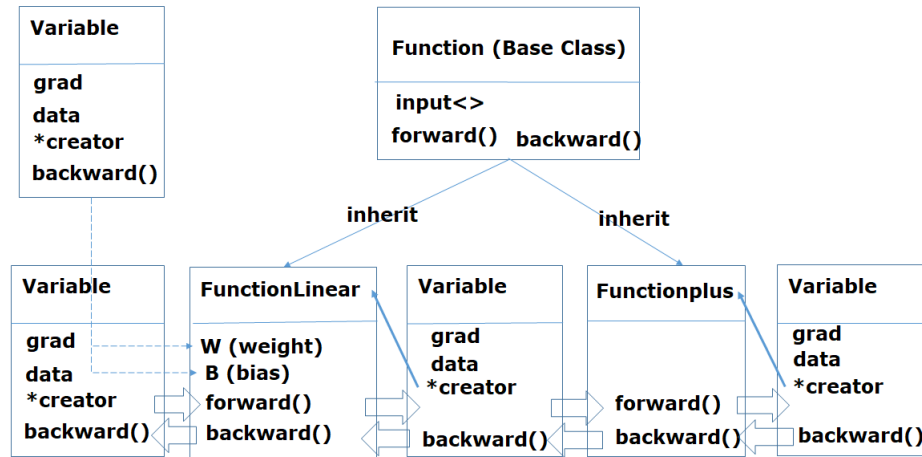 Variable
grad
data
*creator
backward()
Function (Base Class)
input<>
forward()
backward()
inherit
inherit
Variable
grad
data
*creator
backward()
FunctionLinear
W (weight)
B (bias)
forward()
backward()
Variable
grad
data
*creator
backward()
Functionplus
forward()
backward()
Variable
grad
data
*creator
backward()